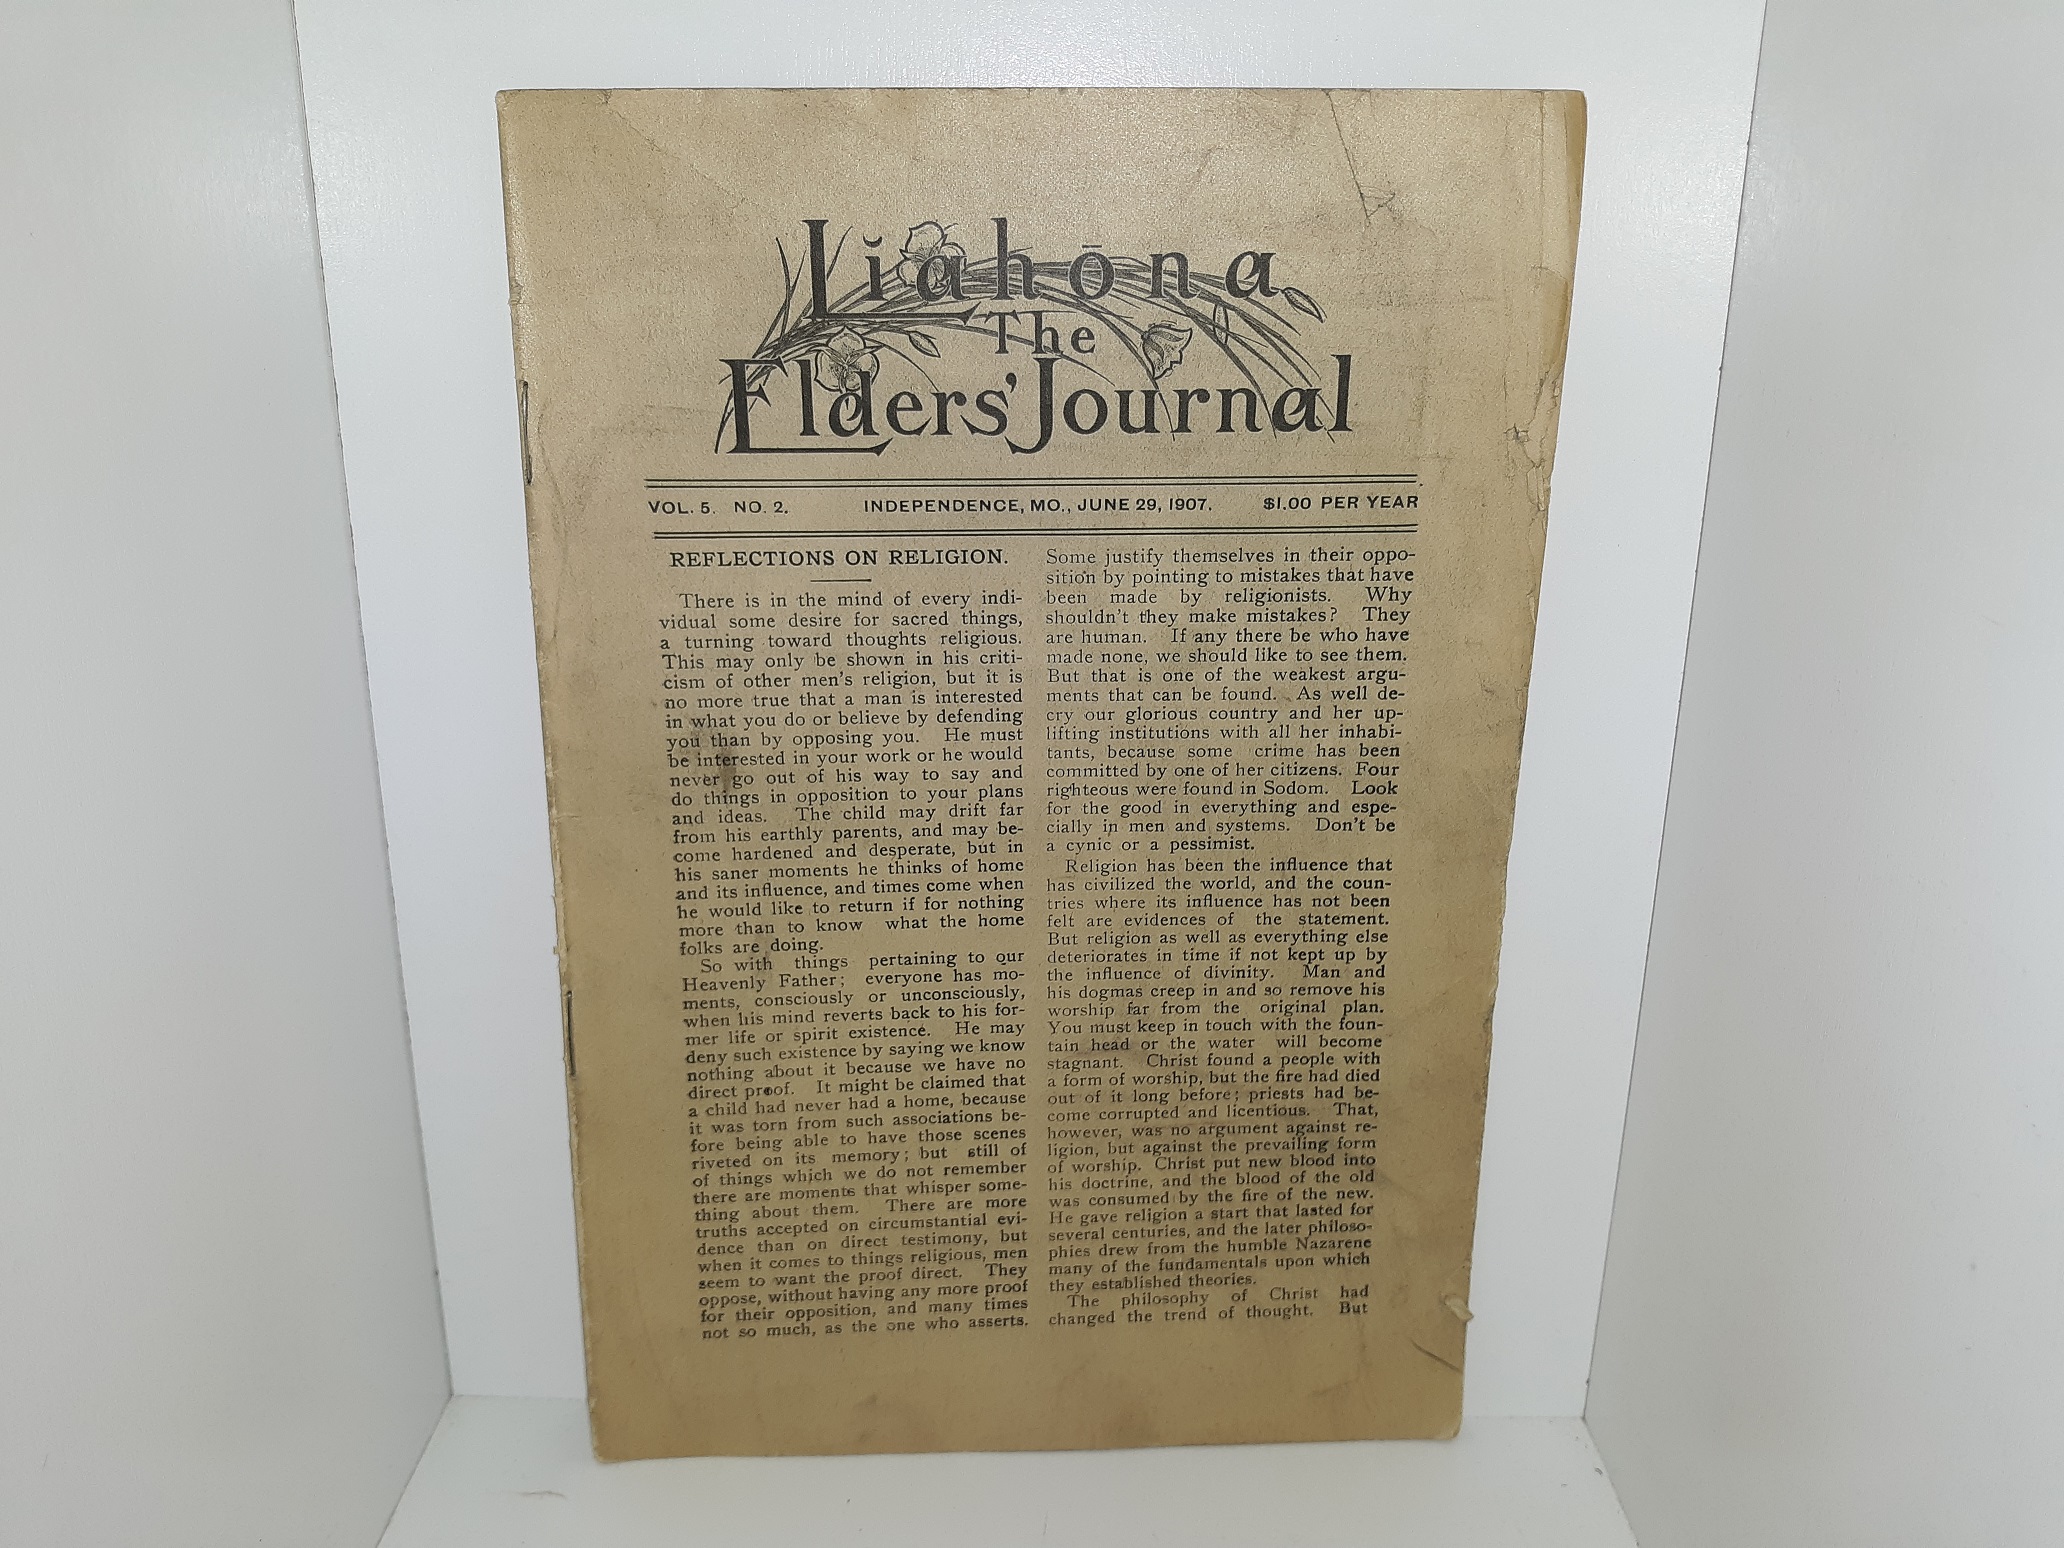 Liahona
The
Elders' Journal
VOL. 5. NO. 2. INDEPENDENCE, MO., JUNE 29, 1907. $1.00 PER YEAR
REFLECTIONS ON RELIGION.
There is in the mind of every indi-
vidual some desire for sacred things,
a turning toward thoughts religious.
This may only be shown in his criti-
cism of other men's religion, but it is
no more true that a man is interested
in what you do or believe by defending
you than by opposing you. He must
be interested in your work or he would
never go out of his way to say and
do things in opposition to your plans
and ideas. The child may drift far
from his earthly parents, and may be-
come hardened and desperate, but in
his saner moments he thinks of home
and its influence, and times come when
he would like to return if for nothing
more than to know what the home
folks are doing.
So with things pertaining to our
Heavenly Father; everyone has mo-
ments, consciously or unconsciously,
when his mind reverts back to his for-
mer life or spirit existence. He may
deny such existence by saying we know
nothing about it because we have no
direct proof. It might be claimed that
a child had never had a home, because
it was torn from such associations be-
fore being able to have those scenes
riveted on its memory; but still of
of things which we do not remember
there are moments that whisper some-
thing about them. There are more
truths accepted on circumstantial evi-
dence than on direct testimony, but
when it comes to things religious, men
seem to want the proof direct. They
oppose, without having any more proof
for their opposition, and many times
not so much, as the one who asserts.
Some justify themselves in their oppo-
sition by pointing to mistakes that have
been made by religionists. Why
shouldn't they make mistakes? They
are human. If any there be who have
made none, we should like to see them.
But that is one of the weakest argu-
ments that can be found. As well de-
cry our glorious country and her up-
lifting institutions with all her inhabi-
tants, because some crime has been
committed by one of her citizens. Four
righteous were found in Sodom. Look
for the good in everything and espe-
cially in men and systems. Don't be
a cynic or a pessimist.
Religion has been the influence that
has civilized the world, and the coun-
tries where its influence has not been
felt are evidences of the statement.
But religion as well as everything else
deteriorates in time if not kept up by
the influence of divinity. Man and
his dogmas creep in and so remove his
worship far from the original plan.
You must keep in touch with the foun-
tain head or the water will become
stagnant. Christ found a people with
a form of worship, but the fire had died
out of it long before; priests had be-
come corrupted and licentious. That,
however, was no argument against re-
ligion, but against the prevailing form
of worship. Christ put new blood into
his doctrine, and the blood of the old
was consumed by the fire of the new.
He gave religion a start that lasted for
several centuries, and the later philoso-
phies drew from the humble Nazarene
many of the fundamentals upon which
they established theories.
The philosophy of Christ had
changed the trend of thought. But